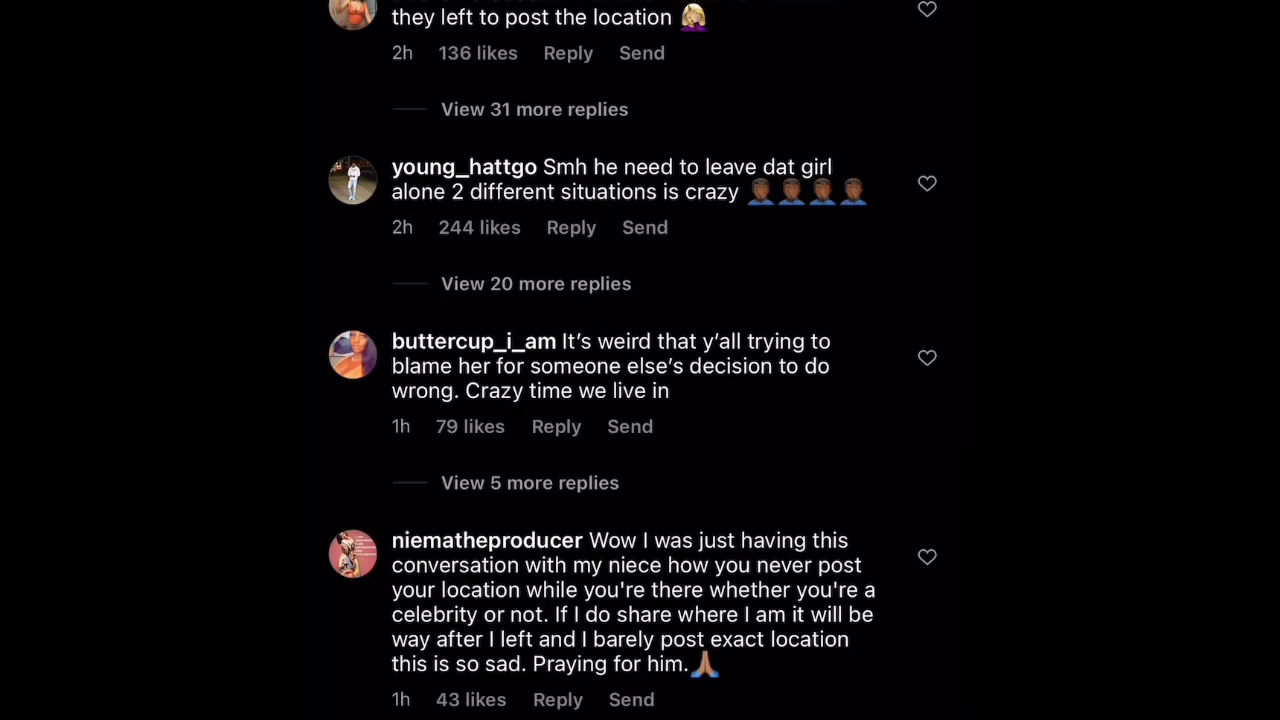 they left to post the location 🤦🏼‍♀️
2h 136 likes Reply Send
View 31 more replies
young_hattgo Smh he need to leave dat girl
alone 2 different situations is crazy 🤦🏾‍♂️🤦🏾‍♂️🤦🏾‍♂️🤦🏾‍♂️
2h 244 likes Reply Send
View 20 more replies
buttercup_i_am It’s weird that y’all trying to
blame her for someone else’s decision to do
wrong. Crazy time we live in
1h 79 likes Reply Send
View 5 more replies
niematheproducer Wow I was just having this
conversation with my niece how you never post
your location while you're there whether you're a
celebrity or not. If I do share where I am it will be
way after I left and I barely post exact location
this is so sad. Praying for him.🙏🏽
1h 43 likes Reply Send